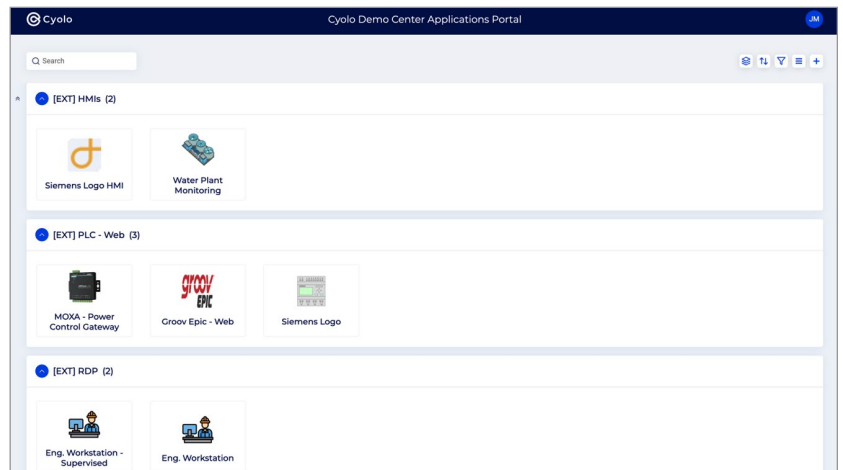 Cyolo
Cyolo Demo Center Applications Portal
JM
Search
[EXT] HMIs (2)
Siemens Logo HMI
Water Plant
Monitoring
[EXT] PLC - Web (3)
MOXA - Power
Control Gateway
groov
EPIC
Groov Epic - Web
Siemens Logo
[EXT] RDP (2)
Eng. Workstation -
Supervised
Eng. Workstation